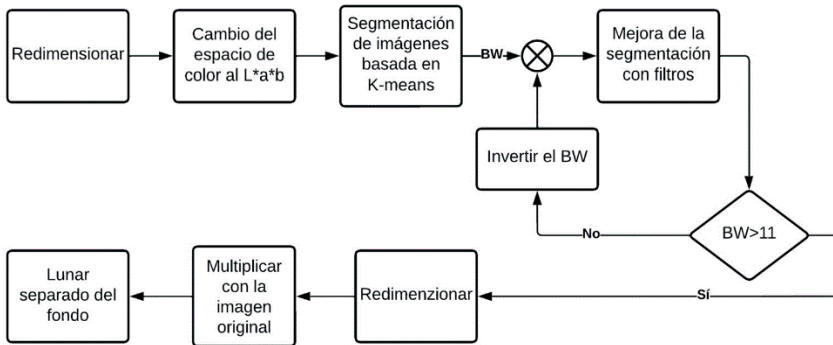 Redimensionar
Cambio del
espacio de
color al L*a*b
Segmentación
de imágenes
basada en
K-means
BW
Mejora de la
segmentación
con filtros
Invertir el BW
BW>11
No
Sí
Redimenzionar
Multiplicar
con la
imagen
original
Lunar
separado del
fondo